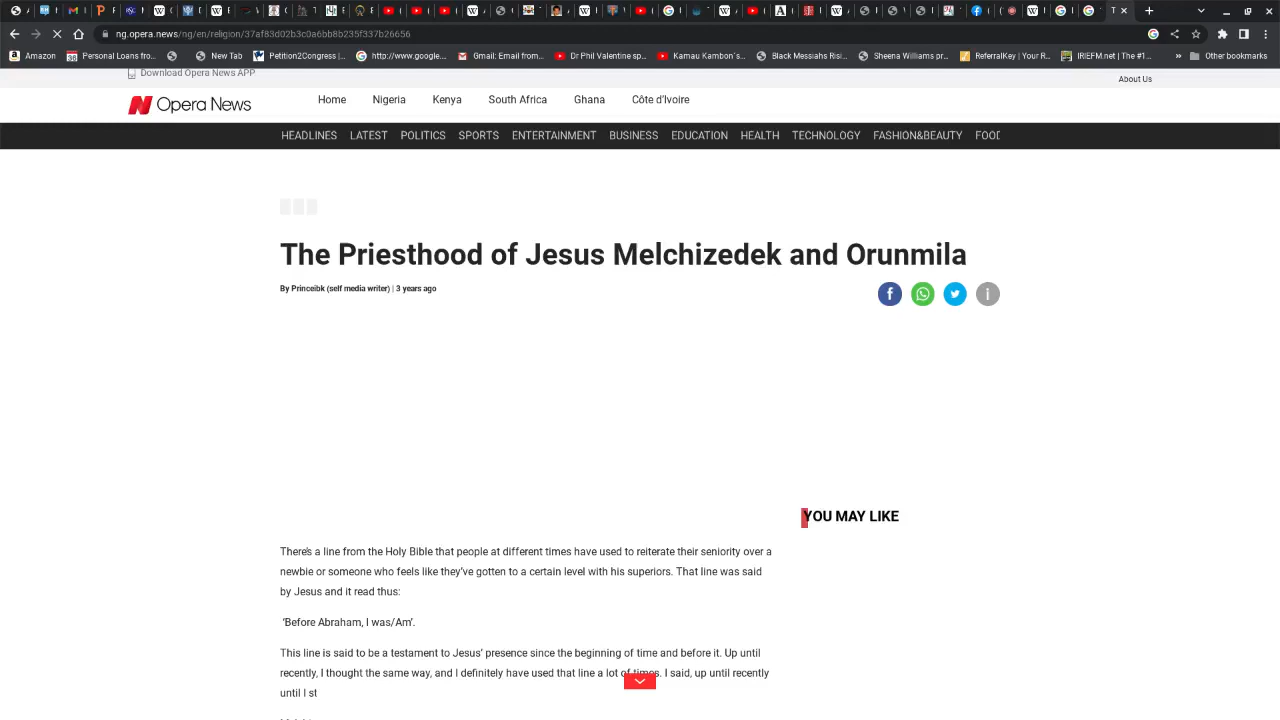 ng.opera.news/ng/en/religion/37af83d02b3c0a6bb8b235f337b26656
Amazon Personal Loans fro... New Tab Petition2Congress |... http://www.google.... Gmail: Email from... Dr Phil Valentine sp... Kamau Kambon`s... Black Messiahs Risi... Sheena Williams pr... ReferralKey | Your R... IRIEFM.net | The #1... » Other bookmarks
Download Opera News APP
About Us
Opera News Home Nigeria Kenya South Africa Ghana Côte d'Ivoire
HEADLINES LATEST POLITICS SPORTS ENTERTAINMENT BUSINESS EDUCATION HEALTH TECHNOLOGY FASHION&BEAUTY FOOD
The Priesthood of Jesus Melchizedek and Orunmila
By Princeibk (self media writer) | 3 years ago
YOU MAY LIKE
There's a line from the Holy Bible that people at different times have used to reiterate their seniority over a
newbie or someone who feels like they've gotten to a certain level with his superiors. That line was said
by Jesus and it read thus:
‘Before Abraham, I was/Am’.
This line is said to be a testament to Jesus’ presence since the beginning of time and before it. Up until
recently, I thought the same way, and I definitely have used that line a lot of times. I said, up until recently
until I st